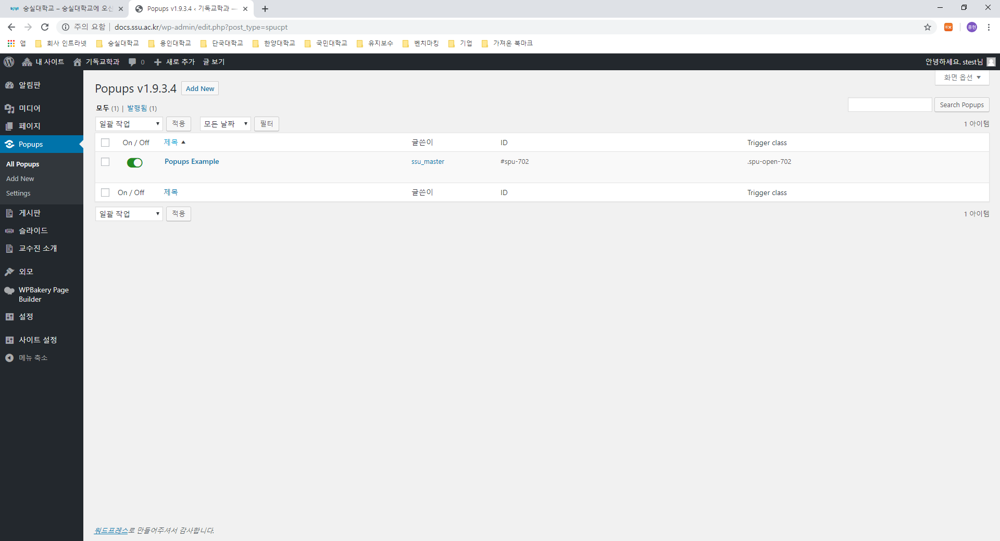 숭실대학교 – 숭실대학교에 오신
Popups v1.9.3.4 ‹ 기독교학과 —
주의 요함 | docs.ssu.ac.kr/wp-admin/edit.php?post_type=spucpt
종현
앱 회사 인트라넷 숭실대학교 용인대학교 단국대학교 한양대학교 국민대학교 유지보수 벤치마킹 기업 가져온 북마크
내 사이트 기독교학과 0 새로 추가 글 보기 안녕하세요. stest님
화면 옵션
알림판
미디어
페이지
Popups
All Popups
Add New
Settings
게시판
슬라이드
교수진 소개
외모
WPBakery Page
Builder
설정
사이트 설정
메뉴 축소
Popups v1.9.3.4 Add New
모두 (1) | 발행됨 (1)
Search Popups
일괄 작업 적용 모든 날짜 필터 1 아이템
On / Off 제목 글쓴이 ID Trigger class
Popups Example ssu_master #spu-702 .spu-open-702
On / Off 제목 글쓴이 ID Trigger class
일괄 작업 적용 1 아이템
워드프레스로 만들어주셔서 감사합니다.